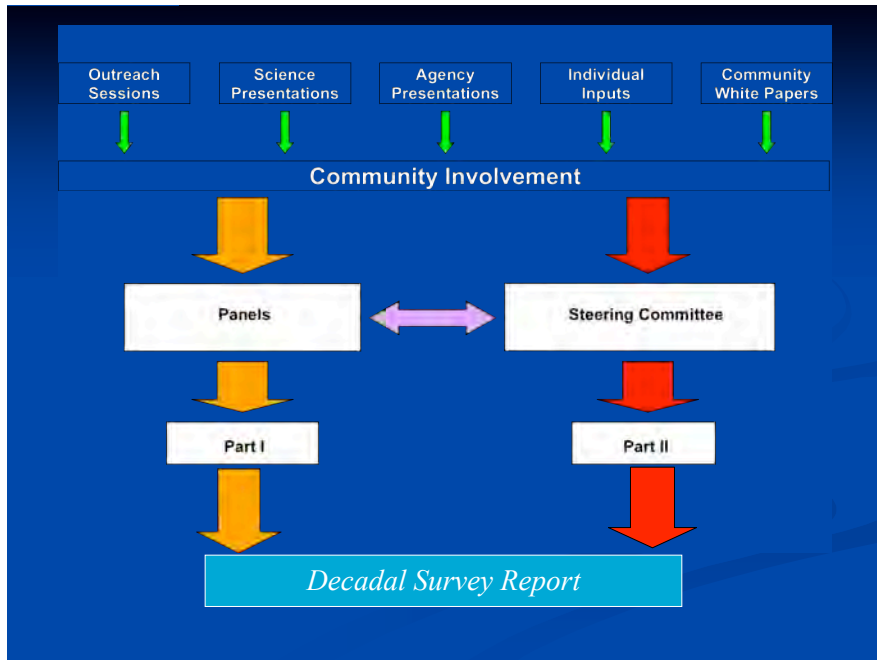 Outreach
Sessions
Science
Presentations
Agency
Presentations
Individual
Inputs
Community
White Papers
Community Involvement
Panels
Steering Committee
Part I
Part II
Decadal Survey Report